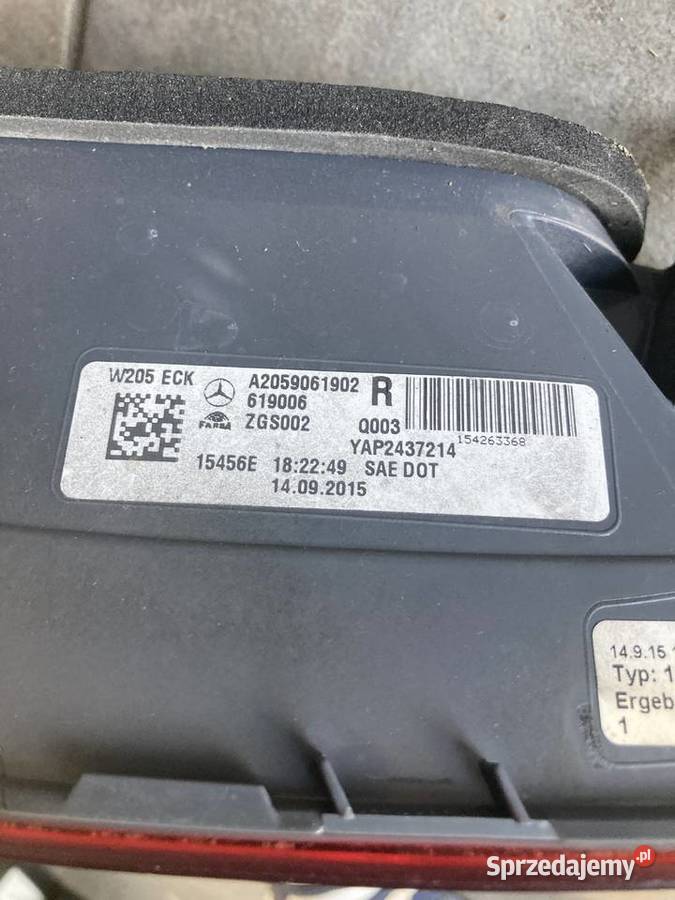 W205 ECK A2059061902 R
619006
FARBA ZGS002 Q003
154263368
YAP2437214
15456E 18:22:49 SAE DOT
14.09.2015
14.9.15 1
Typ: 1
Ergeb
1
Sprzedajemy.pl